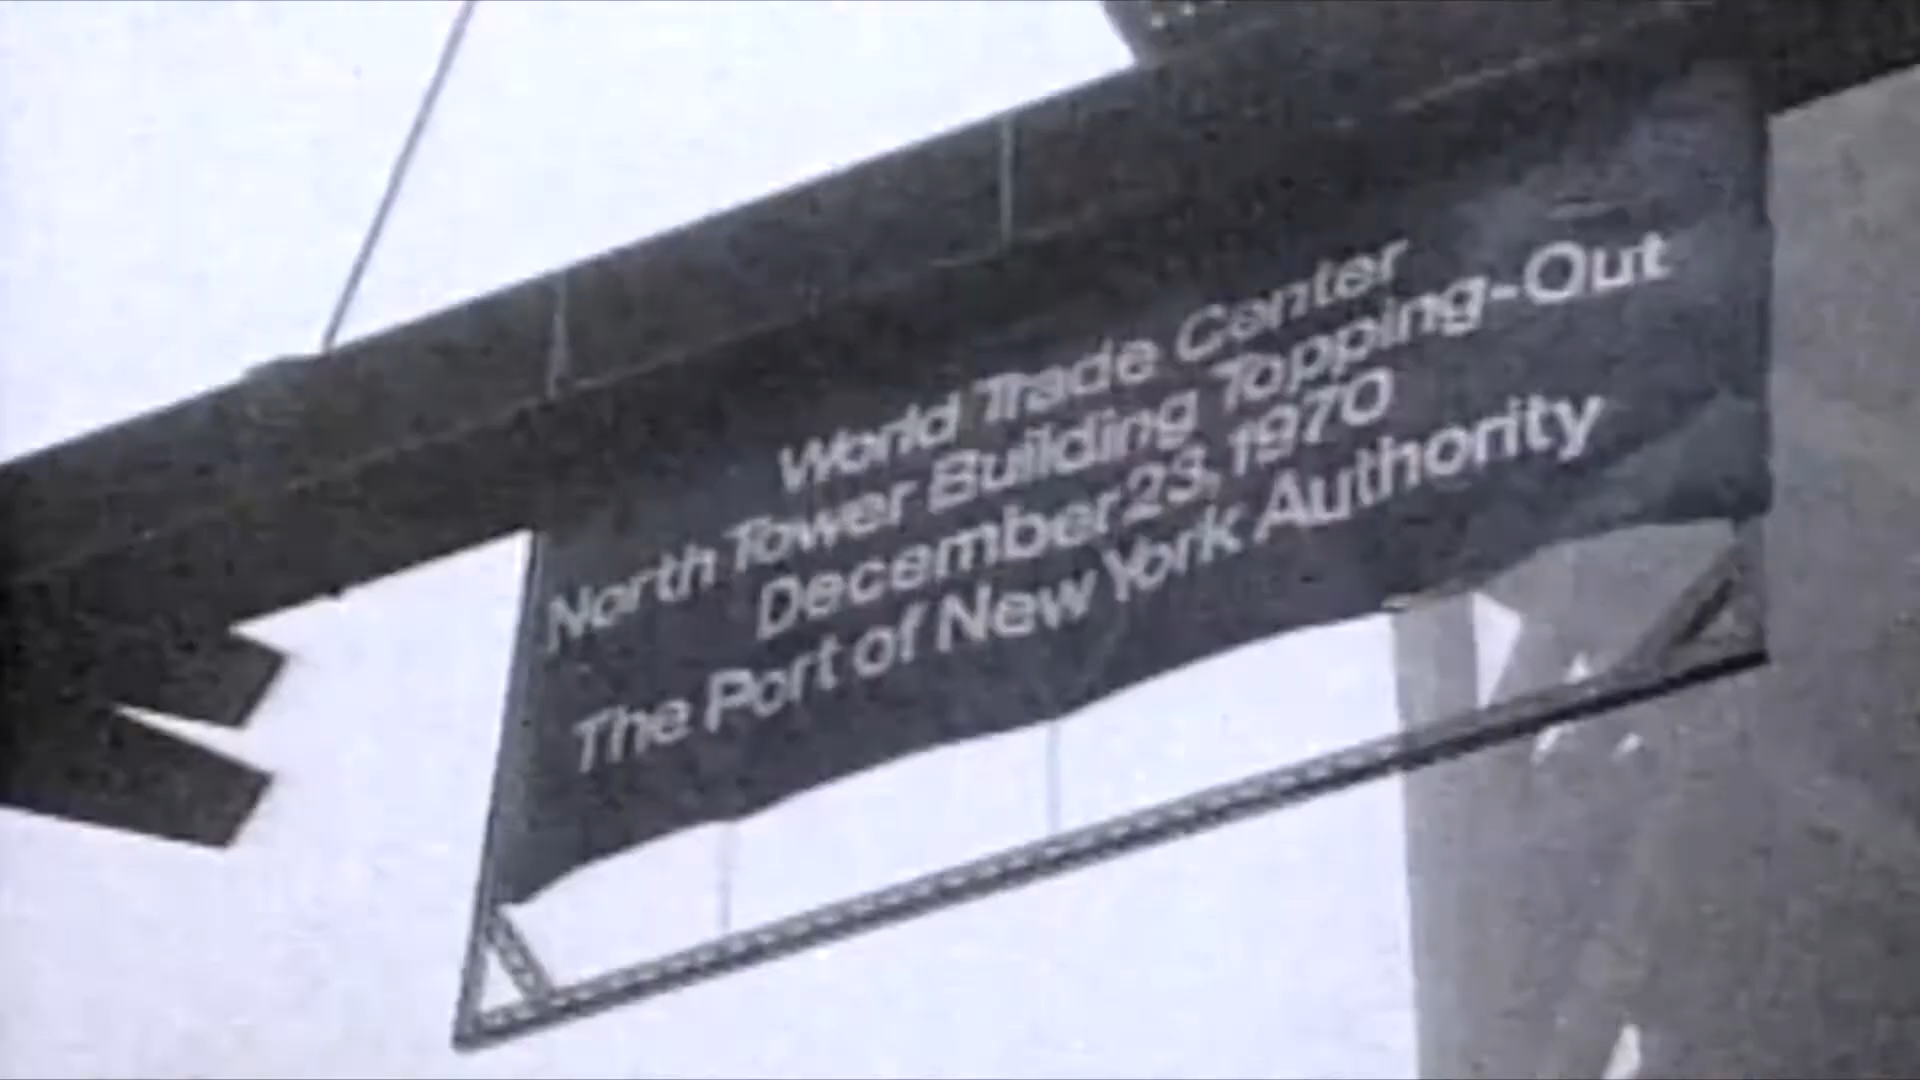 World Trade Center
North Tower Building Topping-Out
December 23, 1970
The Port of New York Authority